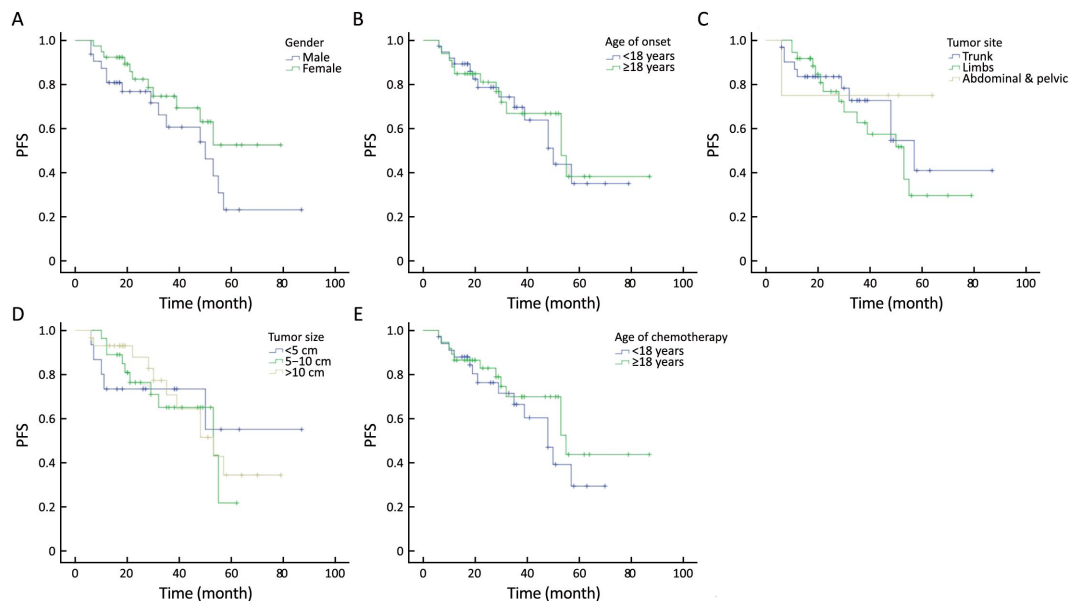 A
Gender
Male
Female
1.0
0.8
0.6
0.4
0.2
0
PFS
0 20 40 60 80 100
Time (month)
B
Age of onset
<18 years
≥18 years
1.0
0.8
0.6
0.4
0.2
0
PFS
0 20 40 60 80 100
Time (month)
C
Tumor site
Trunk
Limbs
Abdominal & pelvic
1.0
0.8
0.6
0.4
0.2
0
PFS
0 20 40 60 80 100
Time (month)
D
Tumor size
<5 cm
5–10 cm
>10 cm
1.0
0.8
0.6
0.4
0.2
0
PFS
0 20 40 60 80 100
Time (month)
E
Age of chemotherapy
<18 years
≥18 years
1.0
0.8
0.6
0.4
0.2
0
PFS
0 20 40 60 80 100
Time (month)